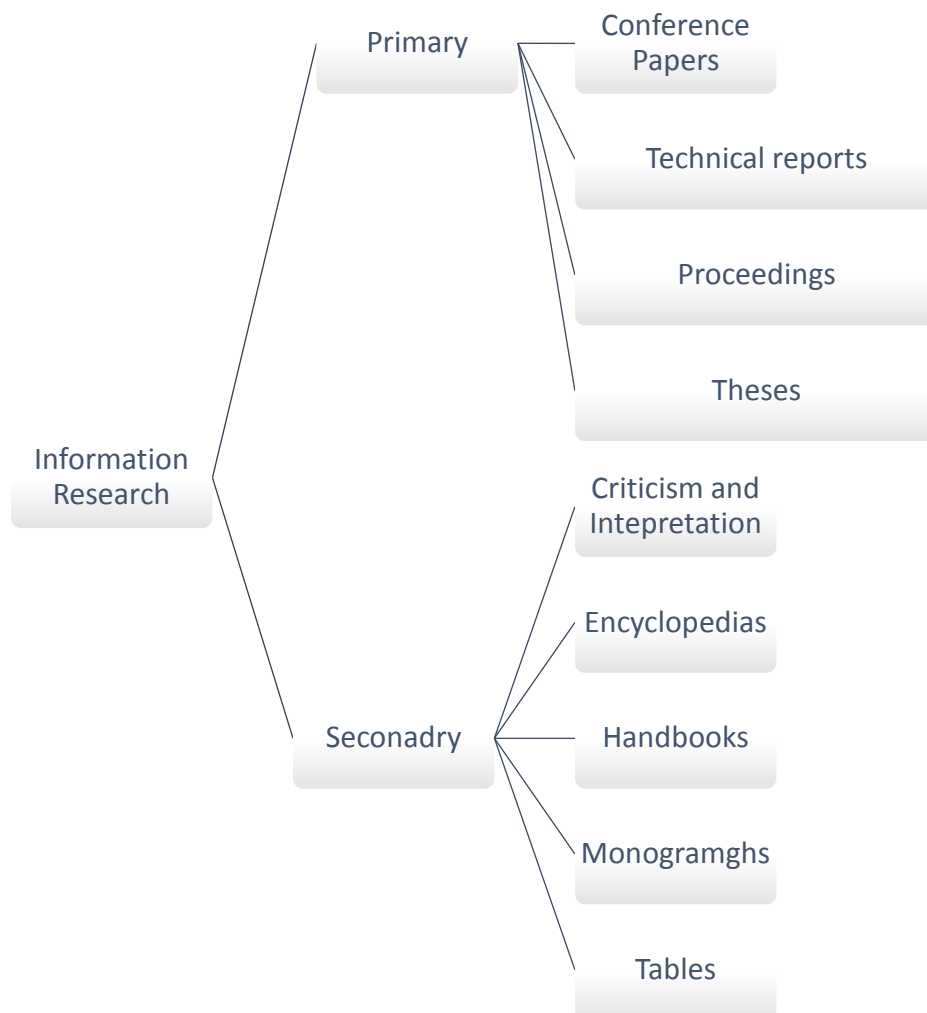 Primary
Conference
Papers
Technical reports
Proceedings
Theses
Information
Research
Criticism and
Intepretation
Encyclopedias
Seconadry
Handbooks
Monogramghs
Tables